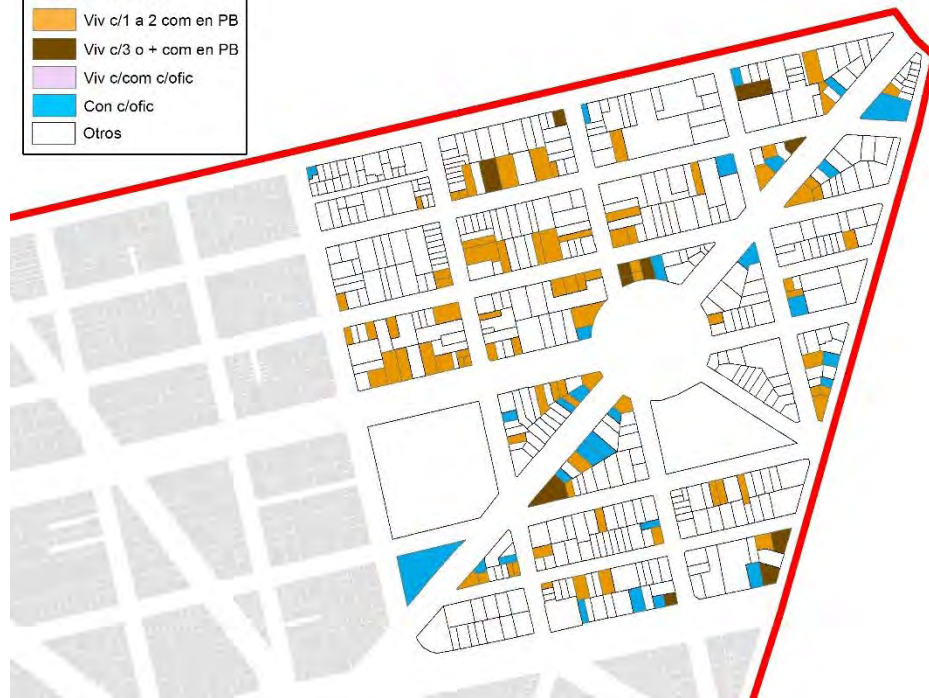 Viv c/1 a 2 com en PB
Viv c/3 o + com en PB
Viv c/com c/ofic
Con c/ofic
Otros